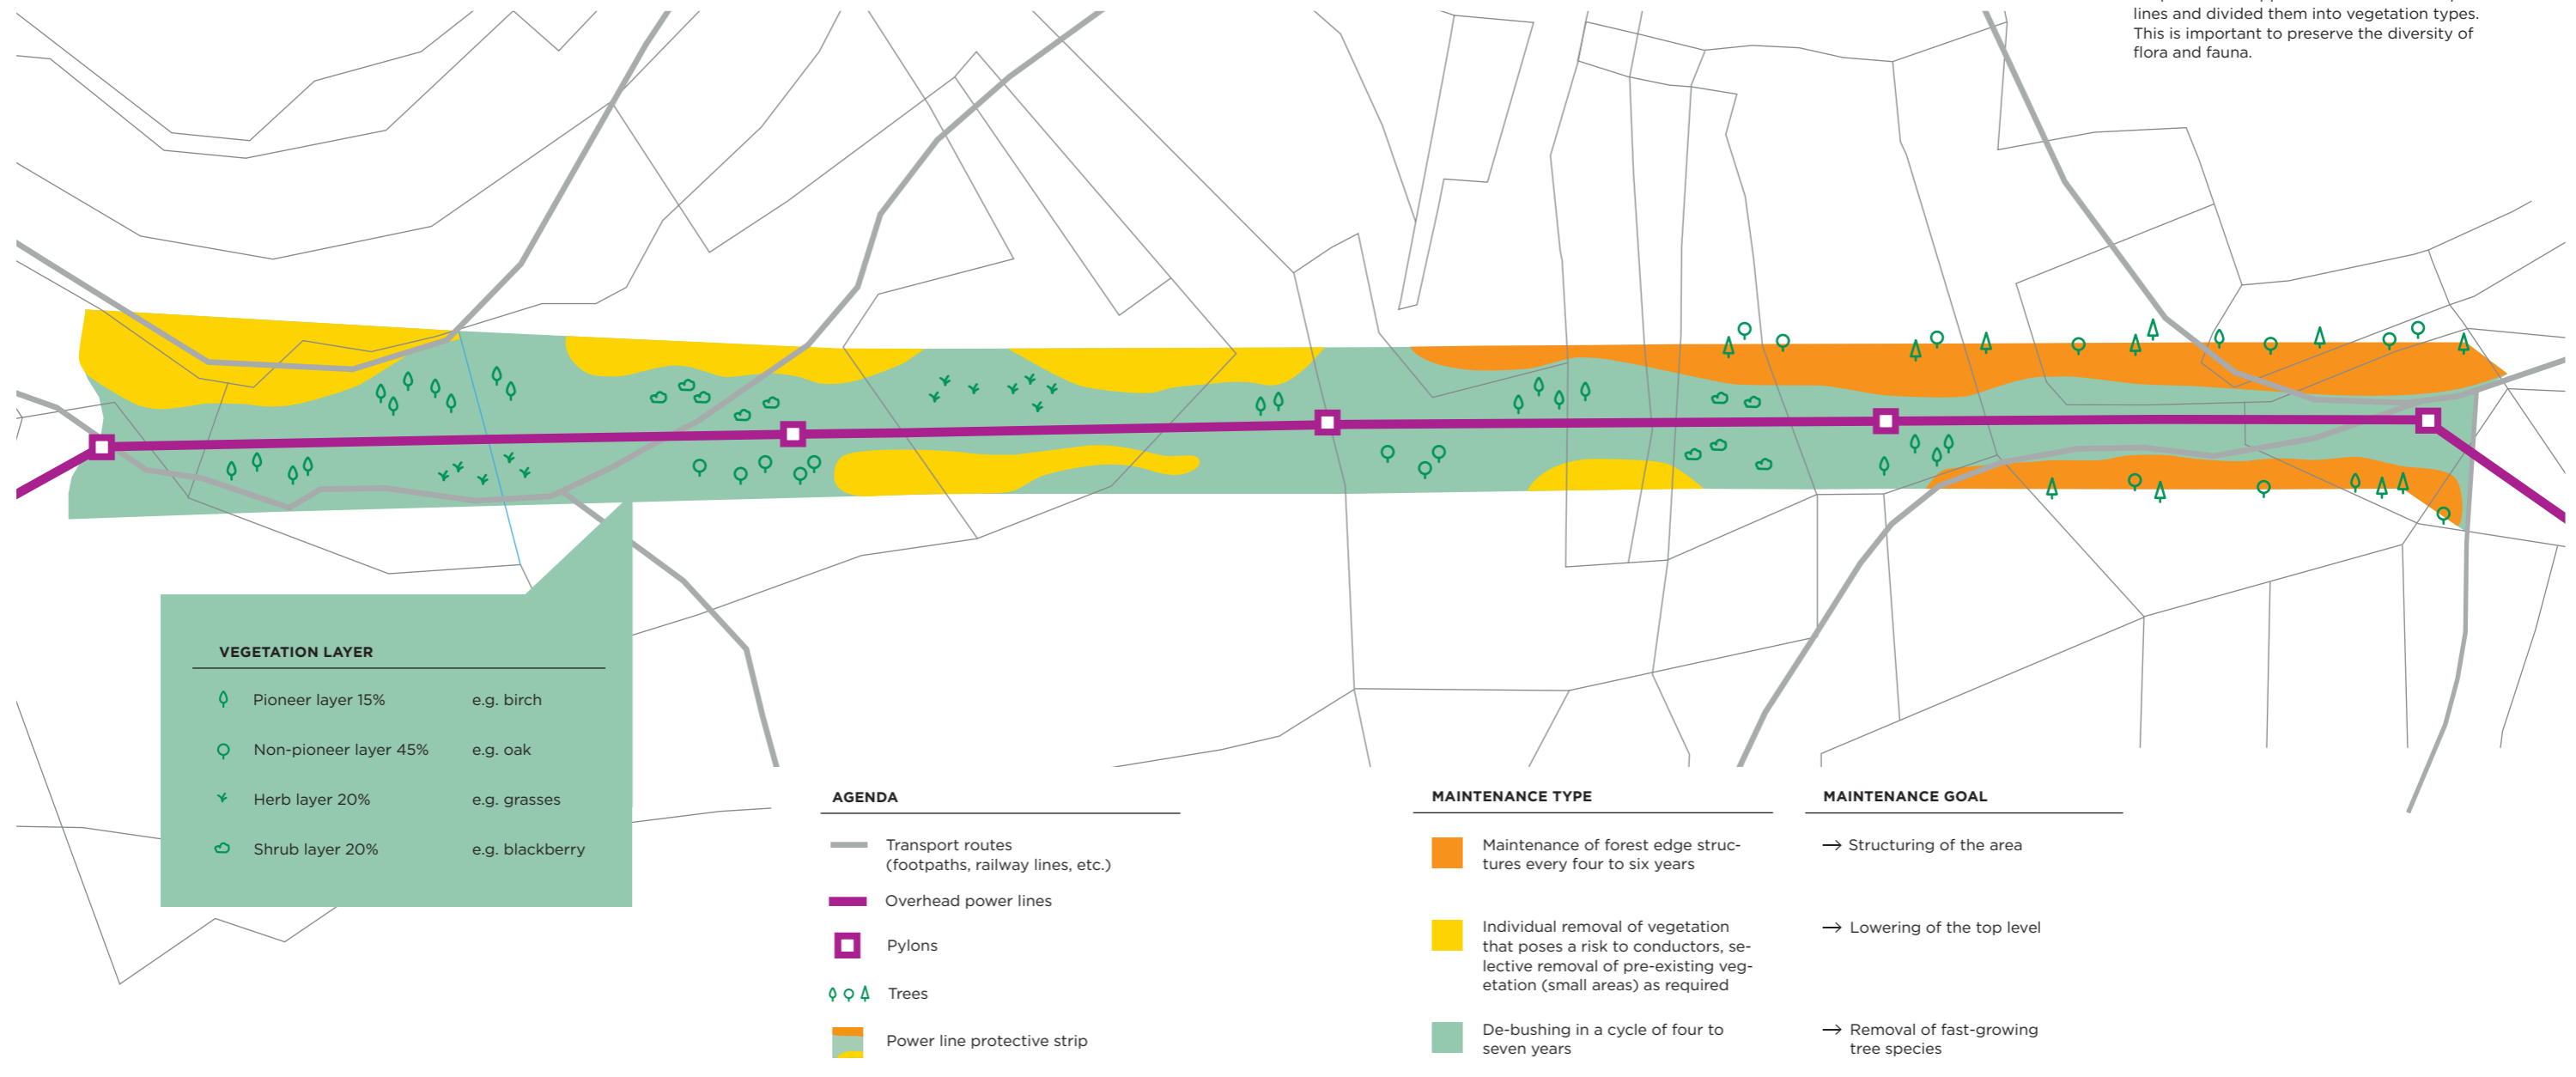 lines and divided them into vegetation types.
This is important to preserve the diversity of
flora and fauna.
VEGETATION LAYER
Pioneer layer 15% e.g. birch
Non-pioneer layer 45% e.g. oak
Herb layer 20% e.g. grasses
Shrub layer 20% e.g. blackberry
AGENDA
Transport routes
(footpaths, railway lines, etc.)
Overhead power lines
Pylons
Trees
Power line protective strip
MAINTENANCE TYPE
Maintenance of forest edge struc-
tures every four to six years
Individual removal of vegetation
that poses a risk to conductors, se-
lective removal of pre-existing veg-
etation (small areas) as required
De-bushing in a cycle of four to
seven years
MAINTENANCE GOAL
→ Structuring of the area
→ Lowering of the top level
→ Removal of fast-growing
tree species